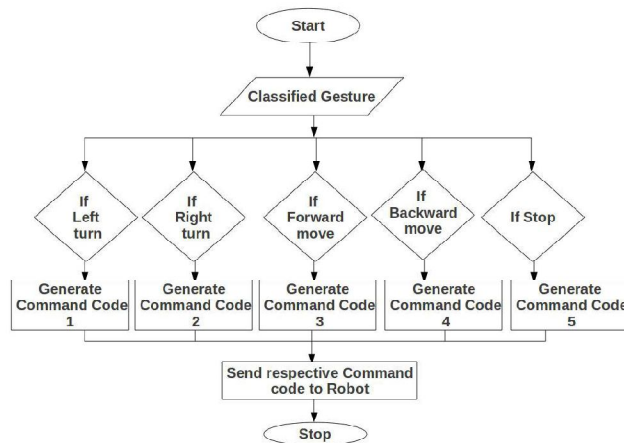 Start
Classified Gesture
If
Left
turn
If
Right
turn
If
Forward
move
If
Backward
move
If Stop
Generate
Command Code
1
Generate
Command Code
2
Generate
Command Code
3
Generate
Command Code
4
Generate
Command Code
5
Send respective Command
code to Robot
Stop